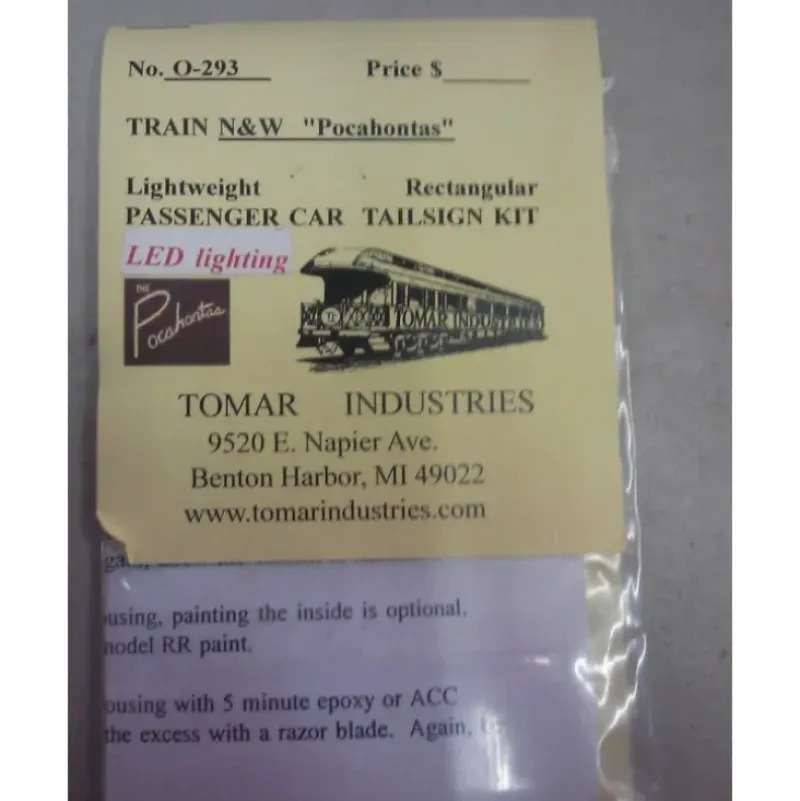 No. O-293 Price $
TRAIN N&W "Pocahontas"
Lightweight Rectangular
PASSENGER CAR TAILSIGN KIT
LED lighting
THE
Pocahontas
TOMAR INDUSTRIES
TOMAR INDUSTRIES
9520 E. Napier Ave.
Benton Harbor, MI 49022
www.tomarindustries.com
ousing, painting the inside is optional.
nodel RR paint.
ousing with 5 minute epoxy or ACC
the excess with a razor blade. Again,